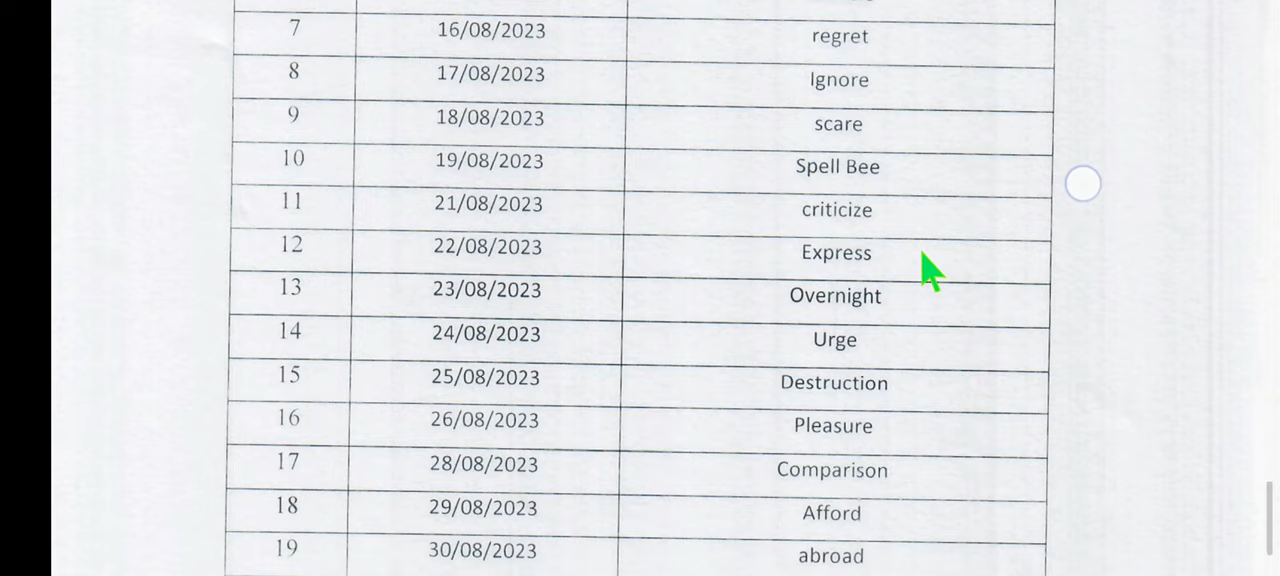 7 16/08/2023 regret
8 17/08/2023 Ignore
9 18/08/2023 scare
10 19/08/2023 Spell Bee
11 21/08/2023 criticize
12 22/08/2023 Express
13 23/08/2023 Overnight
14 24/08/2023 Urge
15 25/08/2023 Destruction
16 26/08/2023 Pleasure
17 28/08/2023 Comparison
18 29/08/2023 Afford
19 30/08/2023 abroad